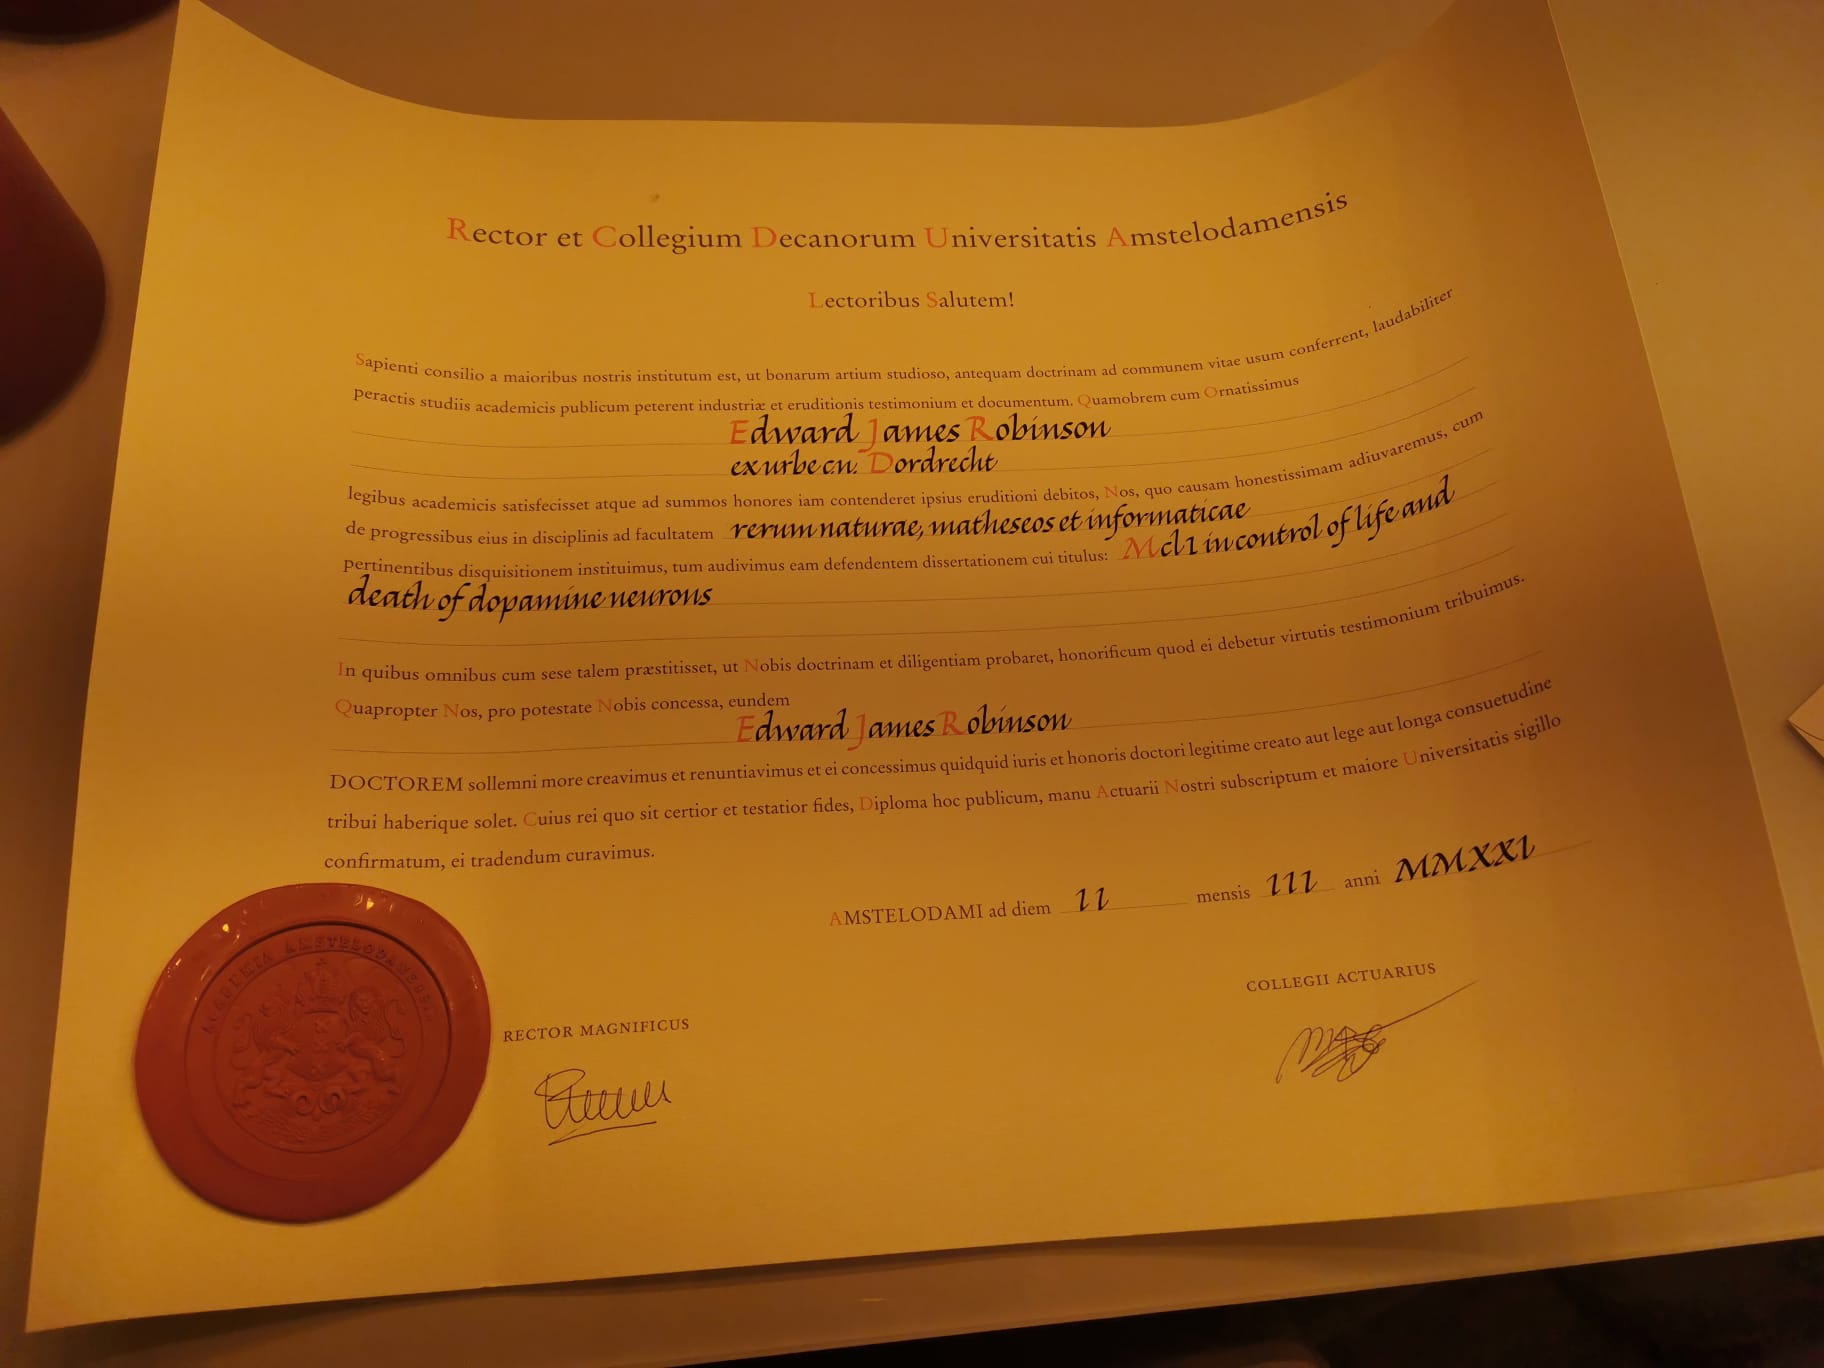 Rector et Collegium Decanorum Universitatis Amstelodamensis
Lectoribus Salutem!
Sapienti consilio a maioribus nostris institutum est, ut bonarum artium studioso, antequam doctrinam ad communem vitae usum conferrent, laudabiliter
peractis studiis academicis publicum peterent industriæ et eruditionis testimonium et documentum. Quamobrem cum Ornatissimus
Edward James Robinson
ex urbe cn. Dordrecht
legibus academicis satisfecisset atque ad summos honores iam contenderet ipsius eruditioni debitos, Nos, quo causam honestissimam adiuvaremus, cum
de progressibus eius in disciplinis ad facultatem rerum naturae, matheseos et informaticae
pertinentibus disquisitionem instituimus, tum audivimus eam defendentem dissertationem cui titulus: Mcl1 in control of life and
death of dopamine neurons
In quibus omnibus cum sese talem præstitisset, ut Nobis doctrinam et diligentiam probaret, honorificum quod ei debetur virtutis testimonium tribuimus.
Quapropter Nos, pro potestate Nobis concessa, eundem
Edward James Robinson
DOCTOREM sollemni more creavimus et renuntiavimus et ei concessimus quidquid iuris et honoris doctori legitime creato aut lege aut longa consuetudine
tribui haberique solet. Cuius rei quo sit certior et testatior fides, Diploma hoc publicum, manu Actuarii Nostri subscriptum et maiore Universitatis sigillo
confirmatum, ei tradendum curavimus.
AMSTELODAMI ad diem 11 mensis III anni MMXXI
COLLEGII ACTUARIUS
RECTOR MAGNIFICUS